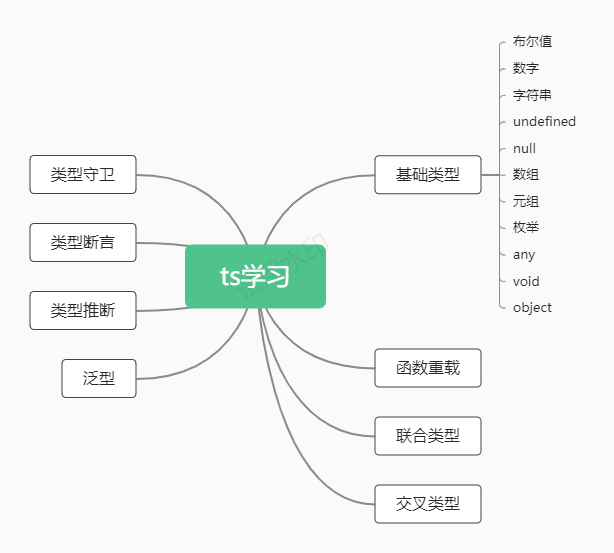 ts学习
基础类型
布尔值
数字
字符串
undefined
null
数组
元组
枚举
any
void
object
函数重载
联合类型
交叉类型
类型守卫
类型断言
类型推断
泛型